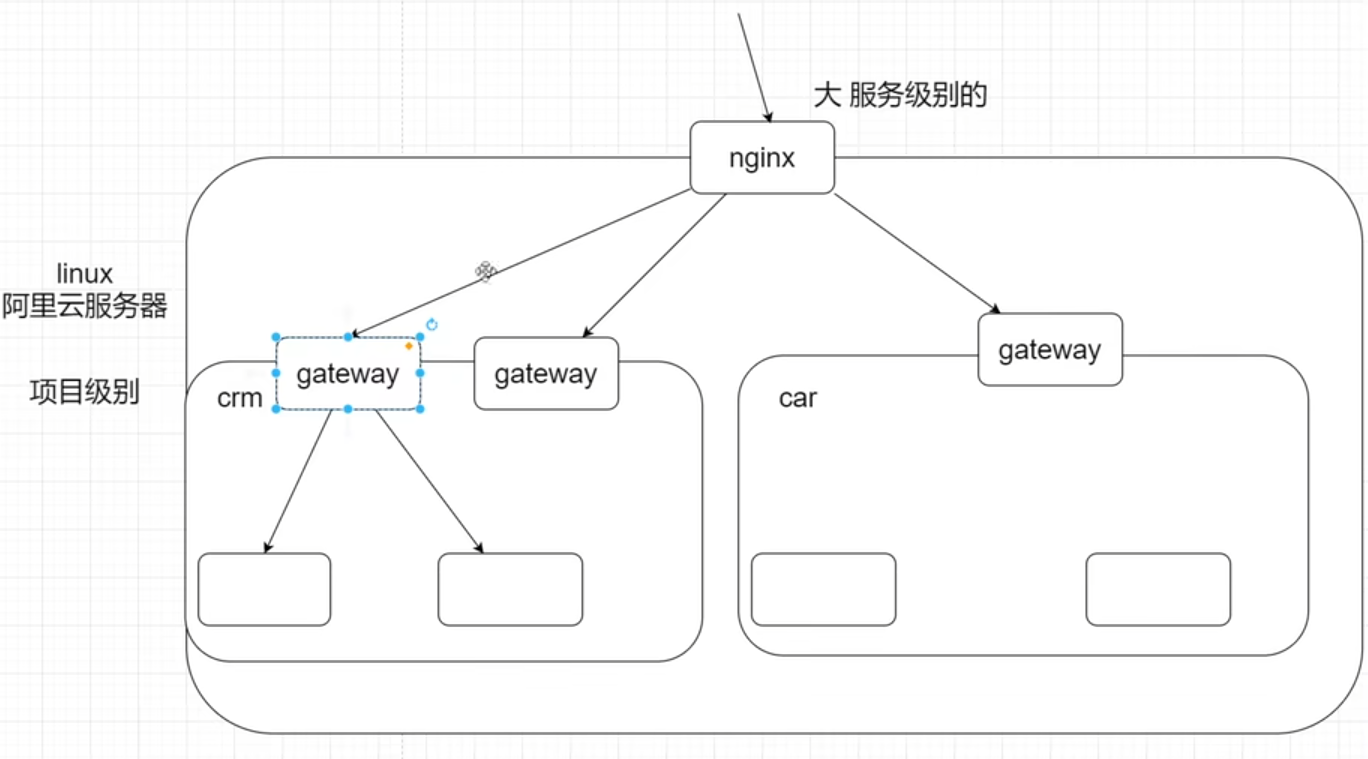 大 服务级别的
nginx
linux
阿里云服务器
gateway
gateway
gateway
项目级别
crm
car